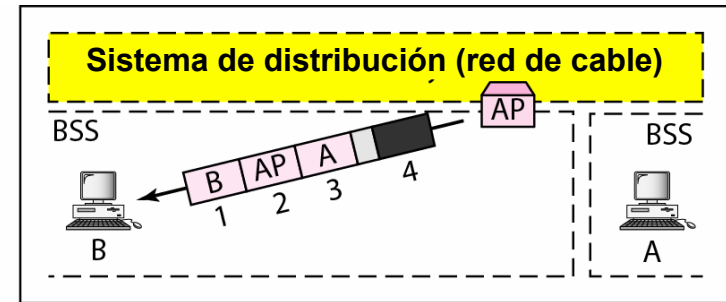 Sistema de distribución (red de cable)
AP
BSS
BSS
B AP A
1 2 3 4
B
A